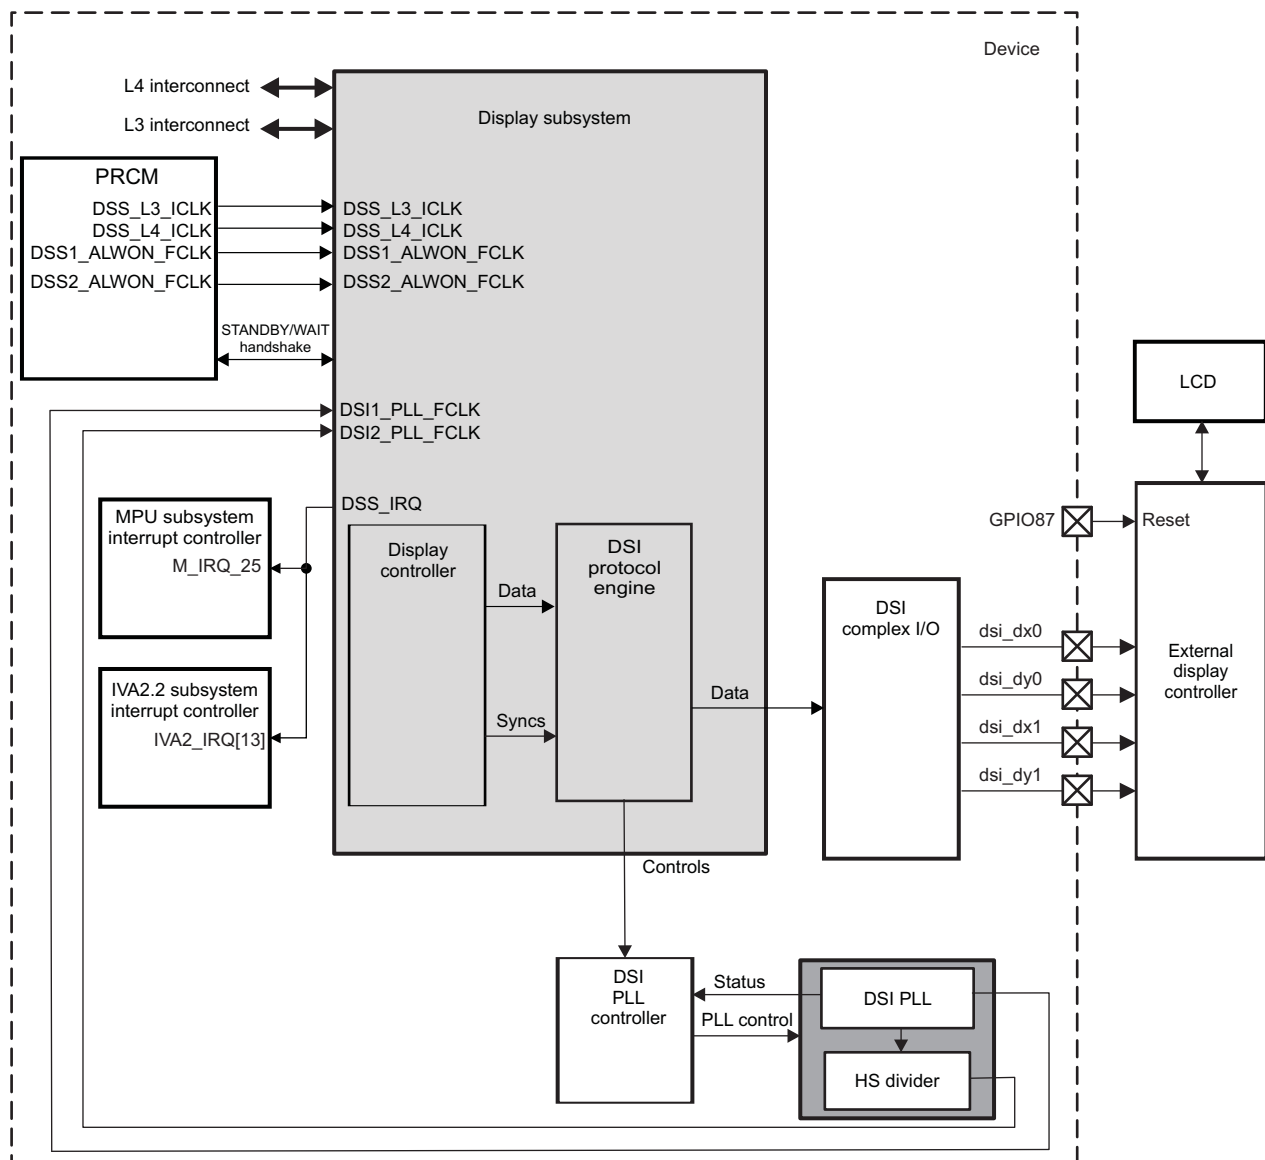 Device
L4 interconnect
L3 interconnect
Display subsystem
PRCM
DSS_L3_ICLK
DSS_L4_ICLK
DSS1_ALWON_FCLK
DSS2_ALWON_FCLK
DSS_L3_ICLK
DSS_L4_ICLK
DSS1_ALWON_FCLK
DSS2_ALWON_FCLK
STANDBY/WAIT
handshake
DSI1_PLL_FCLK
DSI2_PLL_FCLK
LCD
DSS_IRQ
MPU subsystem
interrupt controller
M_IRQ_25
IVA2.2 subsystem
interrupt controller
IVA2_IRQ[13]
Display
controller
Data
Syncs
DSI
protocol
engine
Data
DSI
complex I/O
GPIO87
Reset
dsi_dx0
dsi_dy0
dsi_dx1
dsi_dy1
External
display
controller
Controls
DSI
PLL
controller
Status
PLL control
DSI PLL
HS divider